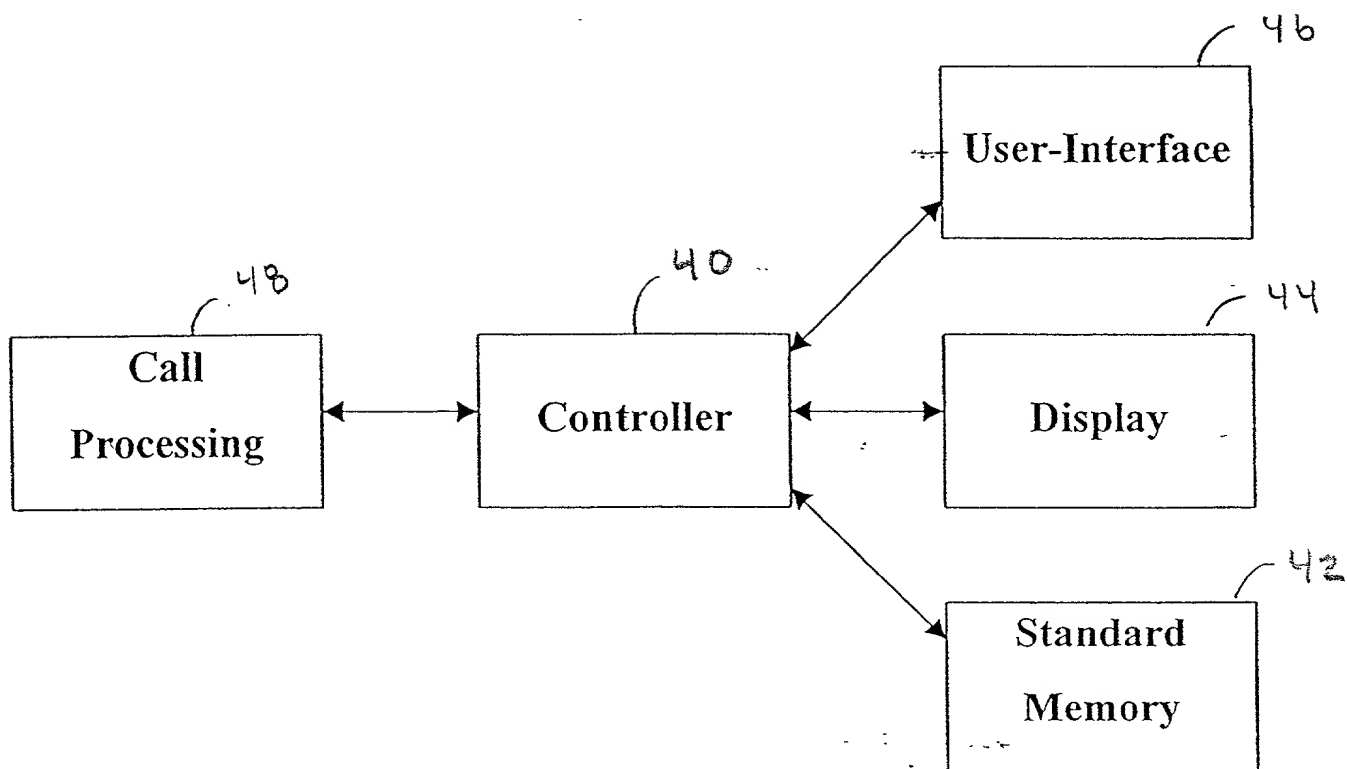 46
User-Interface
48
40
44
Call
Processing
Controller
Display
42
Standard
Memory